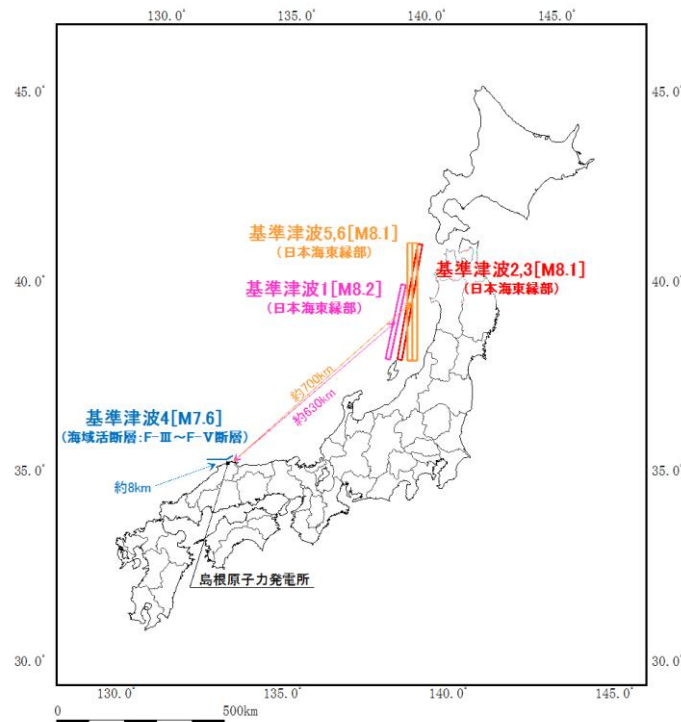 130.0° 135.0° 140.0° 145.0°
45.0° 45.0°
基準津波5,6[M8.1]
(日本海東縁部)
40.0° 基準津波2,3[M8.1] 40.0°
基準津波1[M8.2] (日本海東縁部)
(日本海東縁部)
約700km
約630km
基準津波4[M7.6]
(海域活断層:F-Ⅲ~F-Ⅴ断層)
35.0° 35.0°
約8km
島根原子力発電所
30.0° 30.0°
130.0° 135.0° 140.0° 145.0°
0 500km